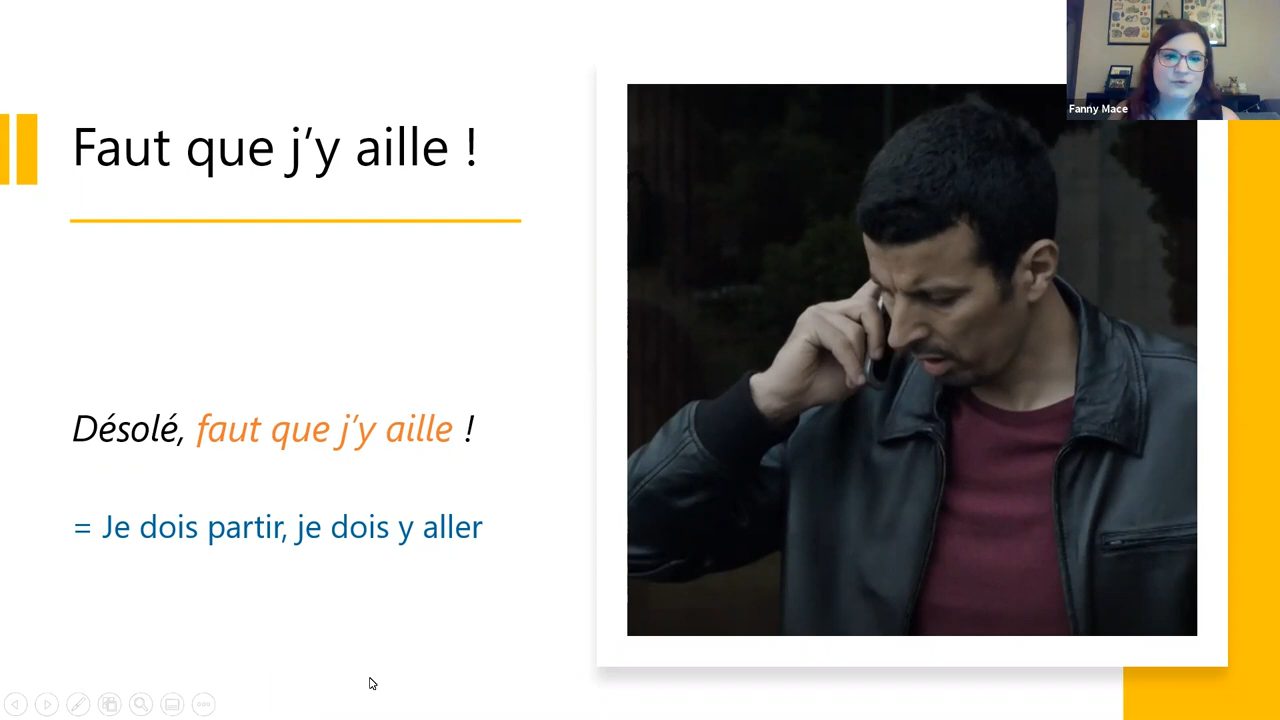 Fanny Mace
Faut que j’y aille !
Désolé, faut que j’y aille !
= Je dois partir, je dois y aller